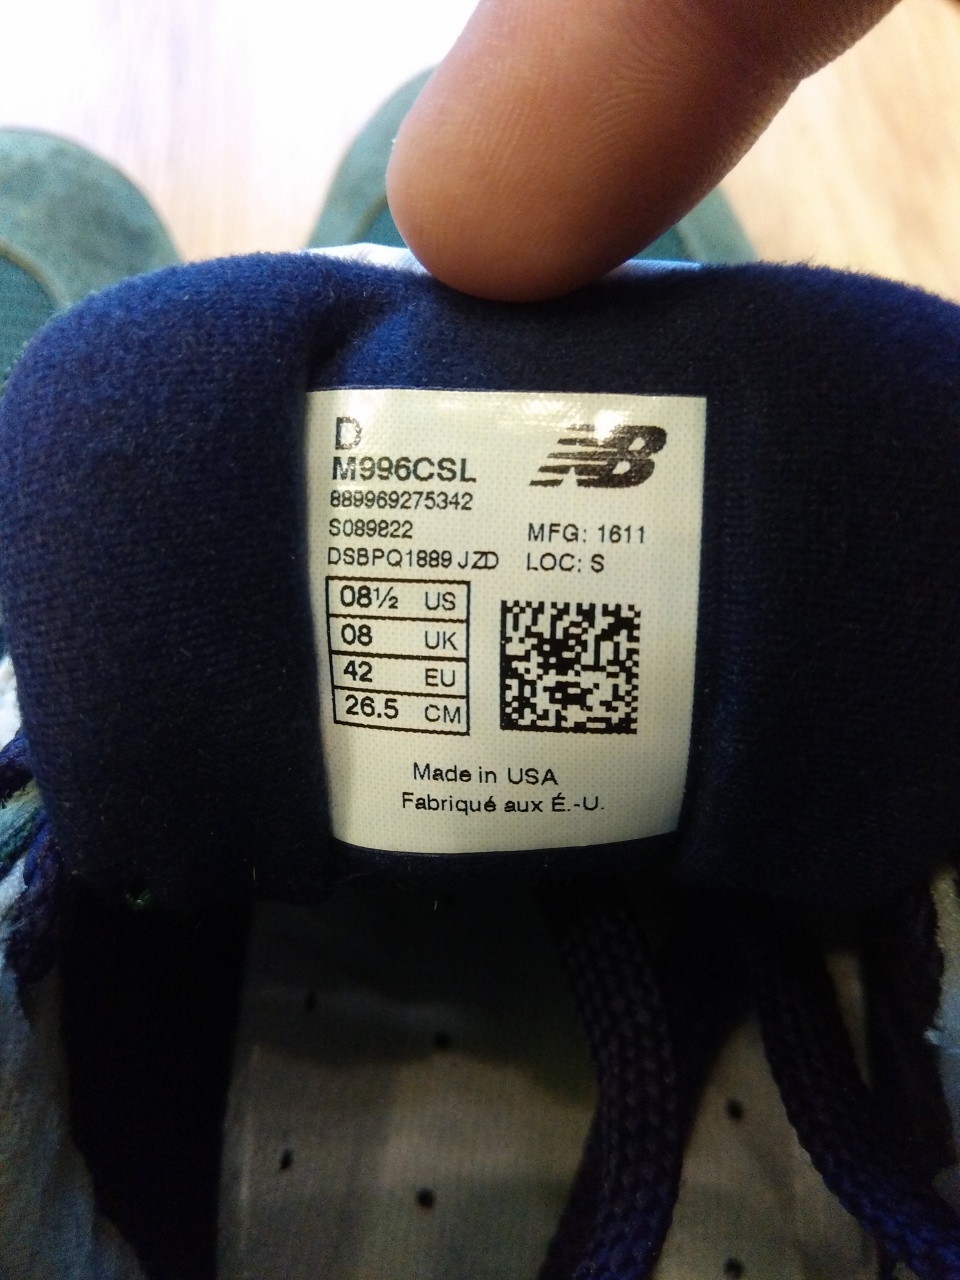 D
NB
M996CSL
889969275342
S089822
MFG: 1611
DSBPQ1889 JZD
LOC: S
08½ US
08 UK
42 EU
26.5 CM
Made in USA
Fabriqué aux É.-U.